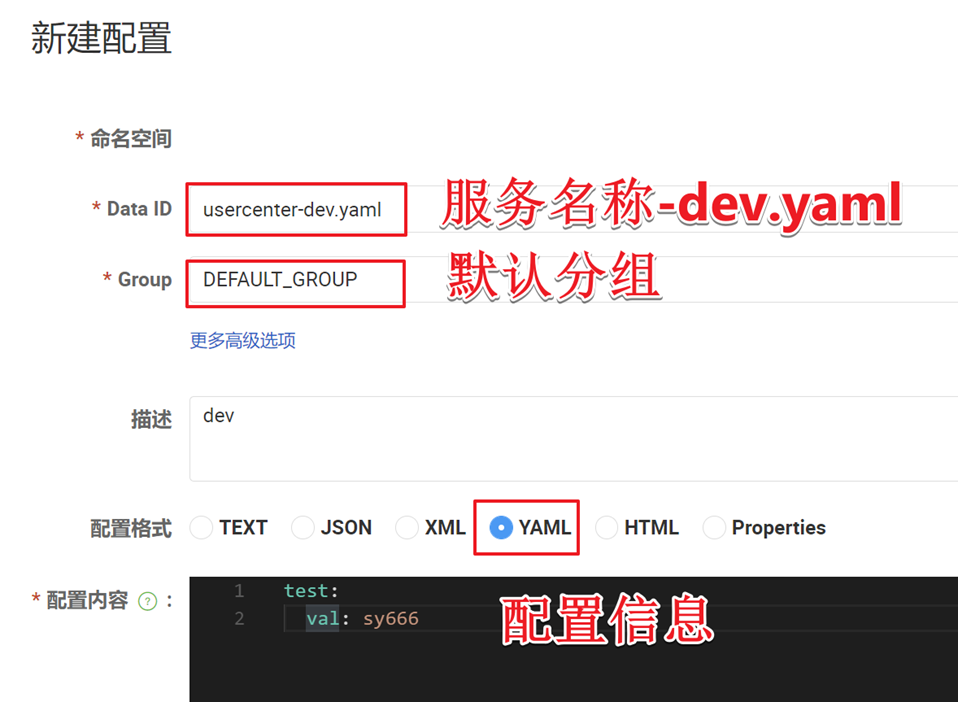 新建配置
* 命名空间
* Data ID usercenter-dev.yaml 服务名称-dev.yaml
* Group DEFAULT_GROUP 默认分组
更多高级选项
描述 dev
配置格式 TEXT JSON XML YAML HTML Properties
* 配置内容 ? : 1 test:
2 val: sy666 配置信息